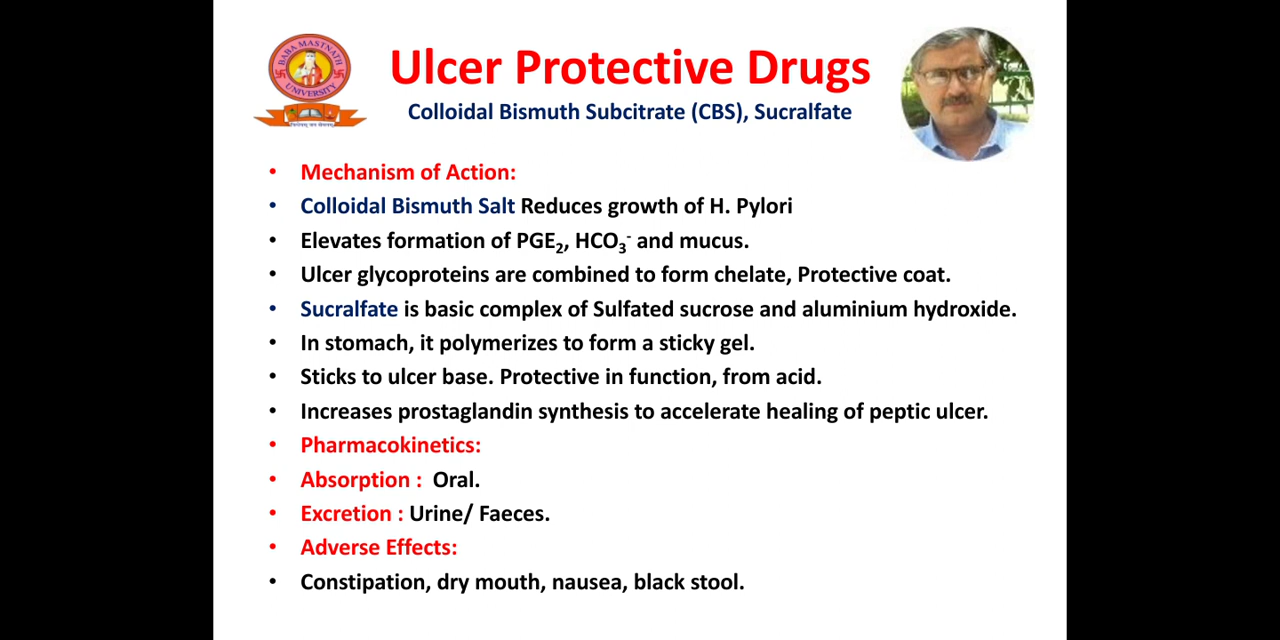 BABA MASTNATH
UNIVERSITY
Ulcer Protective Drugs
Colloidal Bismuth Subcitrate (CBS), Sucralfate
• Mechanism of Action:
• Colloidal Bismuth Salt Reduces growth of H. Pylori
• Elevates formation of PGE₂, HCO₃⁻ and mucus.
• Ulcer glycoproteins are combined to form chelate, Protective coat.
• Sucralfate is basic complex of Sulfated sucrose and aluminium hydroxide.
• In stomach, it polymerizes to form a sticky gel.
• Sticks to ulcer base. Protective in function, from acid.
• Increases prostaglandin synthesis to accelerate healing of peptic ulcer.
• Pharmacokinetics:
• Absorption : Oral.
• Excretion : Urine/ Faeces.
• Adverse Effects:
• Constipation, dry mouth, nausea, black stool.